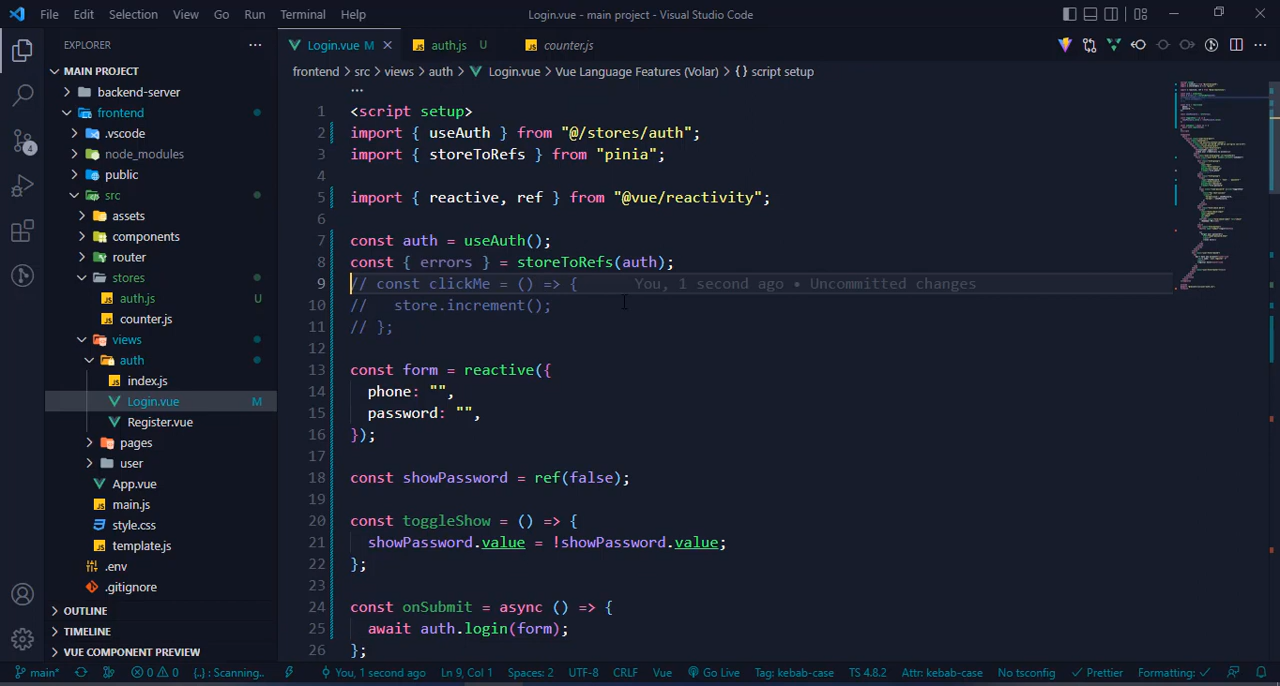 File Edit Selection View Go Run Terminal Help Login.vue - main project - Visual Studio Code
EXPLORER ...
MAIN PROJECT
backend-server
frontend
.vscode
node_modules
public
src
assets
components
router
stores
auth.js U
counter.js
views
auth
index.js
Login.vue M
Register.vue
pages
user
App.vue
main.js
style.css
template.js
.env
.gitignore
OUTLINE
TIMELINE
VUE COMPONENT PREVIEW
4
Login.vue M auth.js U counter.js
frontend > src > views > auth > Login.vue > Vue Language Features (Volar) > {} script setup
...
1 <script setup>
2 import { useAuth } from "@/stores/auth";
3 import { storeToRefs } from "pinia";
4
5 import { reactive, ref } from "@vue/reactivity";
6
7 const auth = useAuth();
8 const { errors } = storeToRefs(auth);
9 // const clickMe = () => { You, 1 second ago • Uncommitted changes
10 //   store.increment();
11 // };
12
13 const form = reactive({
14   phone: "",
15   password: "",
16 });
17
18 const showPassword = ref(false);
19
20 const toggleShow = () => {
21   showPassword.value = !showPassword.value;
22 };
23
24 const onSubmit = async () => {
25   await auth.login(form);
26 };
main* 0 0 {..} : Scanning.. You, 1 second ago Ln 9, Col 1 Spaces: 2 UTF-8 CRLF Vue Go Live Tag: kebab-case TS 4.8.2 Attr: kebab-case No tsconfig Prettier Formatting: ✓